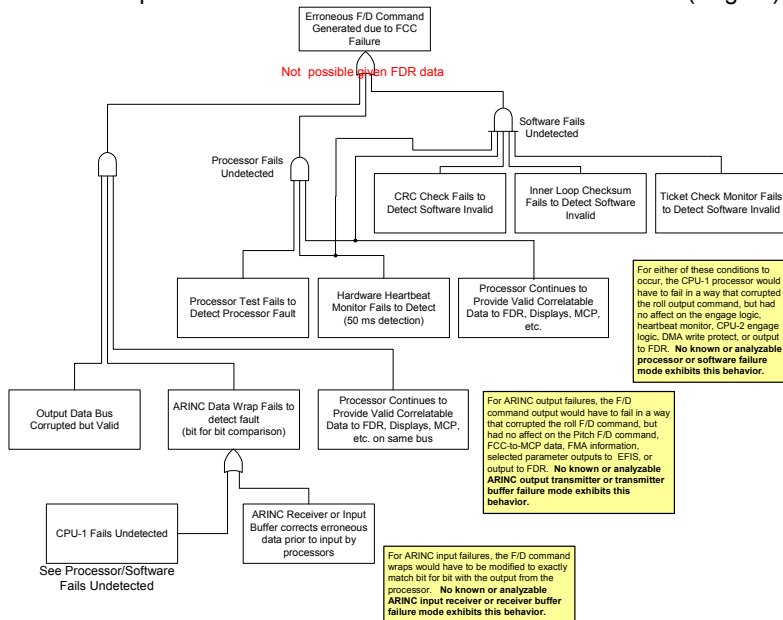 Erroneous F/D Command
Generated due to FCC
Failure
Not possible given FDR data
Software Fails
Undetected
Processor Fails
Undetected
CRC Check Fails to
Detect Software Invalid
Inner Loop Checksum
Fails to Detect Software
Invalid
Ticket Check Monitor Fails
to Detect Software Invalid
Processor Test Fails to
Detect Processor Fault
Hardware Heartbeat
Monitor Fails to Detect
(50 ms detection)
Processor Continues to
Provide Valid Correlatable
Data to FDR, Displays, MCP,
etc.
For either of these conditions to
occur, the CPU-1 processor would
have to fail in a way that corrupted
the roll output command, but had
no affect on the engage logic,
heartbeat monitor, CPU-2 engage
logic, DMA write protect, or output
to FDR. No known or analyzable
processor or software failure
mode exhibits this behavior.
Output Data Bus
Corrupted but Valid
ARINC Data Wrap Fails to
detect fault
(bit for bit comparison)
Processor Continues to
Provide Valid Correlatable
Data to FDR, Displays, MCP,
etc. on same bus
For ARINC output failures, the F/D
command output would have to fail in a way
that corrupted the roll F/D command, but
had no affect on the Pitch F/D command,
FCC-to-MCP data, FMA information,
selected parameter outputs to EFIS, or
output to FDR. No known or analyzable
ARINC output transmitter or transmitter
buffer failure mode exhibits this
behavior.
CPU-1 Fails Undetected
ARINC Receiver or Input
Buffer corrects erroneous
data prior to input by
processors
See Processor/Software
Fails Undetected
For ARINC input failures, the F/D command
wraps would have to be modified to exactly
match bit for bit with the output from the
processor. No known or analyzable
ARINC input receiver or receiver buffer
failure mode exhibits this behavior.